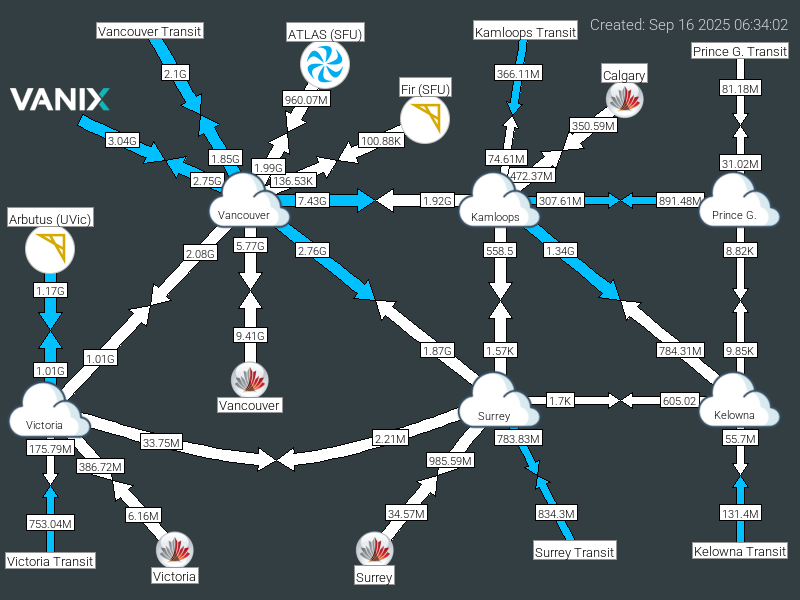 Created: Sep 16 2025 06:34:02
Vancouver Transit
ATLAS (SFU)
Kamloops Transit
Prince G. Transit
2.1G
366.11M
Calgary
81.18M
VANIX
960.07M
Fir (SFU)
350.59M
3.04G
100.88K
1.85G
74.61M
31.02M
1.99G
2.75G
136.53K
472.37M
7.43G
1.92G
307.61M
891.48M
Vancouver
Kamloops
Prince G.
Arbutus (UVic)
2.08G
5.77G
2.76G
558.5
1.34G
8.82K
1.17G
9.41G
1.01G
1.87G
1.57K
784.31M
9.85K
1.01G
Vancouver
1.7K
605.02
Victoria
Surrey
Kelowna
175.79M
33.75M
2.21M
783.83M
55.7M
386.72M
985.59M
753.04M
6.16M
34.57M
834.3M
131.4M
Victoria Transit
Victoria
Surrey
Surrey Transit
Kelowna Transit